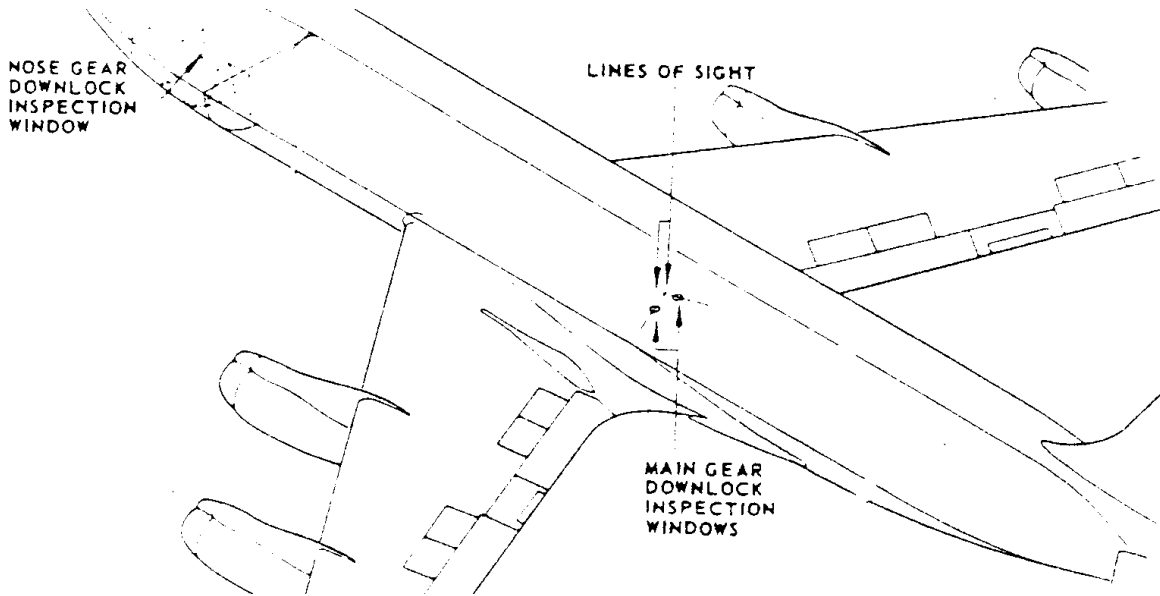 NOSE GEAR
DOWNLOCK
INSPECTION
WINDOW
LINES OF SIGHT
MAIN GEAR
DOWNLOCK
INSPECTION
WINDOWS